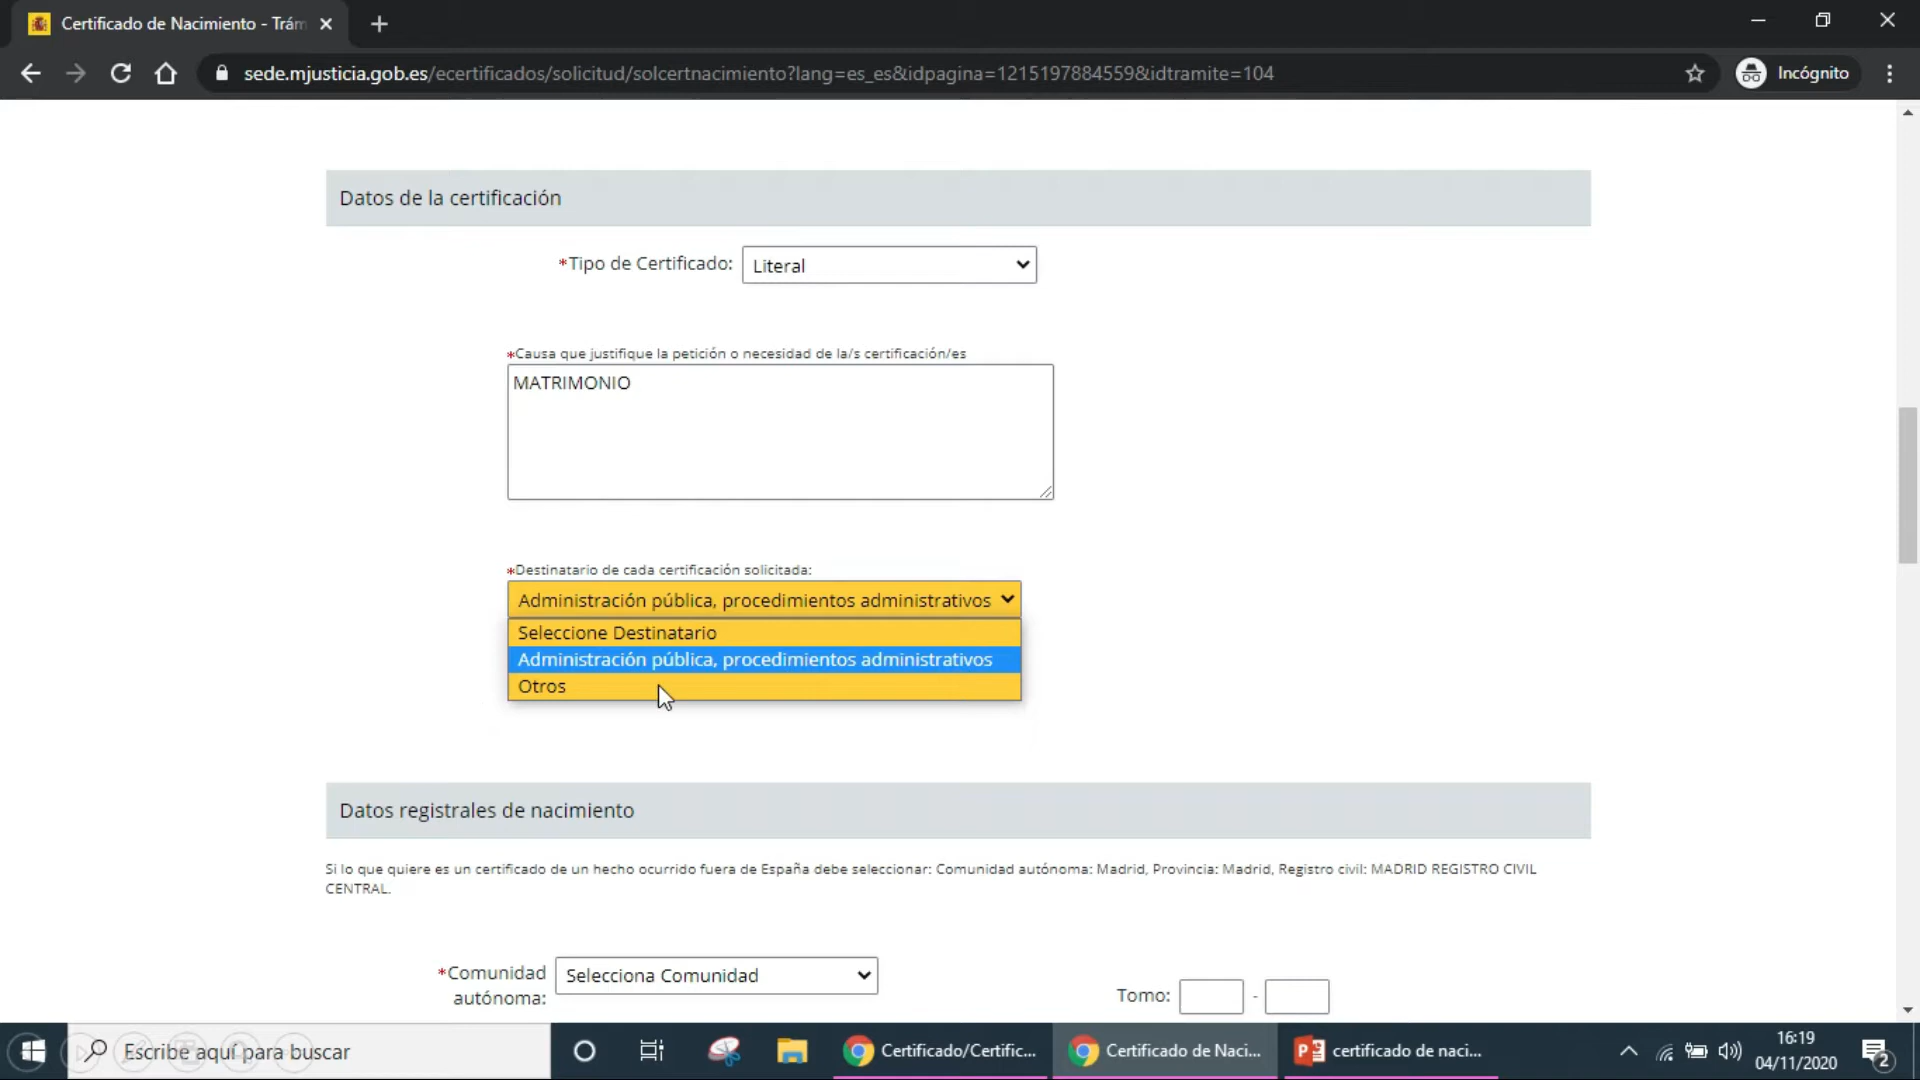 Certificado de Nacimiento - Trám
sede.mjusticia.gob.es/ecertificados/solicitud/solcertnacimiento?lang=es_es&idpagina=1215197884559&idtramite=104
Incógnito
Datos de la certificación
*Tipo de Certificado: Literal
*Causa que justifique la petición o necesidad de la/s certificación/es
MATRIMONIO
*Destinatario de cada certificación solicitada:
Administración pública, procedimientos administrativos
Seleccione Destinatario
Administración pública, procedimientos administrativos
Otros
Datos registrales de nacimiento
Si lo que quiere es un certificado de un hecho ocurrido fuera de España debe seleccionar: Comunidad autónoma: Madrid, Provincia: Madrid, Registro civil: MADRID REGISTRO CIVIL
CENTRAL.
*Comunidad
autónoma:
Selecciona Comunidad
Tomo: -
Escribe aquí para buscar
Certificado/Certific...
Certificado de Naci...
certificado de naci...
16:19
04/11/2020
2